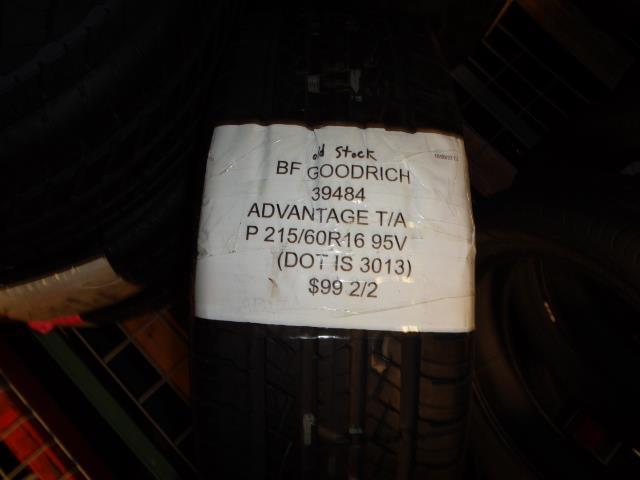 old stock
BF GOODRICH
39484
ADVANTAGE T/A
P 215/60R16 95V
(DOT IS 3013)
$99 2/2